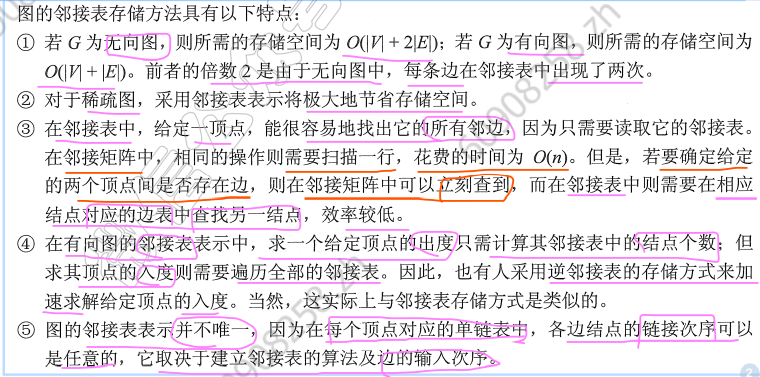 图的邻接表存储方法具有以下特点：
① 若 G 为无向图，则所需的存储空间为 O(|V| + 2|E|)；若 G 为有向图，则所需的存储空间为
O(|V| + |E|)。前者的倍数 2 是由于无向图中，每条边在邻接表中出现了两次。
② 对于稀疏图，采用邻接表表示将极大地节省存储空间。
③ 在邻接表中，给定一顶点，能很容易地找出它的所有邻边，因为只需要读取它的邻接表。
在邻接矩阵中，相同的操作则需要扫描一行，花费的时间为 O(n)。但是，若要确定给定
的两个顶点间是否存在边，则在邻接矩阵中可以立刻查到，而在邻接表中则需要在相应
结点对应的边表中查找另一结点，效率较低。
④ 在有向图的邻接表表示中，求一个给定顶点的出度只需计算其邻接表中的结点个数；但
求其顶点的入度则需要遍历全部的邻接表。因此，也有人采用逆邻接表的存储方式来加
速求解给定顶点的入度。当然，这实际上与邻接表存储方式是类似的。
⑤ 图的邻接表表示并不唯一，因为在每个顶点对应的单链表中，各边结点的链接次序可以
是任意的，它取决于建立邻接表的算法及边的输入次序。
2